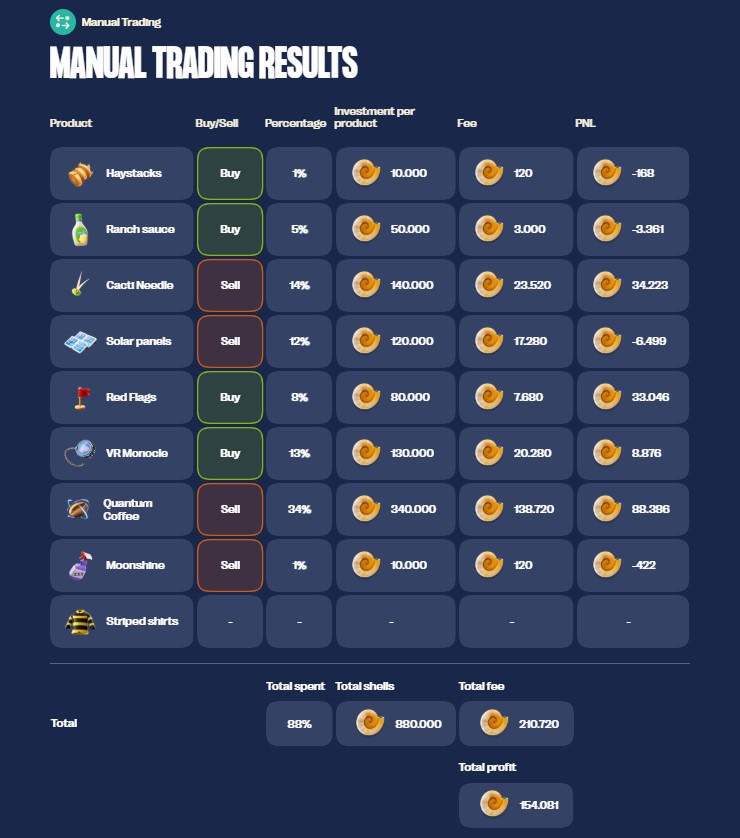 Manual Trading
MANUAL TRADING RESULTS
Product Buy/Sell Percentage Investment per product Fee PNL
Haystacks Buy 1% 10.000 120 -168
Ranch sauce Buy 5% 50.000 3.000 -3.361
Cacti Needle Sell 14% 140.000 23.520 34.223
Solar panels Sell 12% 120.000 17.280 -6.499
Red Flags Buy 8% 80.000 7.680 33.046
VR Monocle Buy 13% 130.000 20.280 8.876
Quantum Coffee Sell 34% 340.000 138.720 88.386
Moonshine Sell 1% 10.000 120 -422
Striped shirts - - - - -
Total spent Total shells Total fee
Total 88% 880.000 210.720
Total profit
154.081